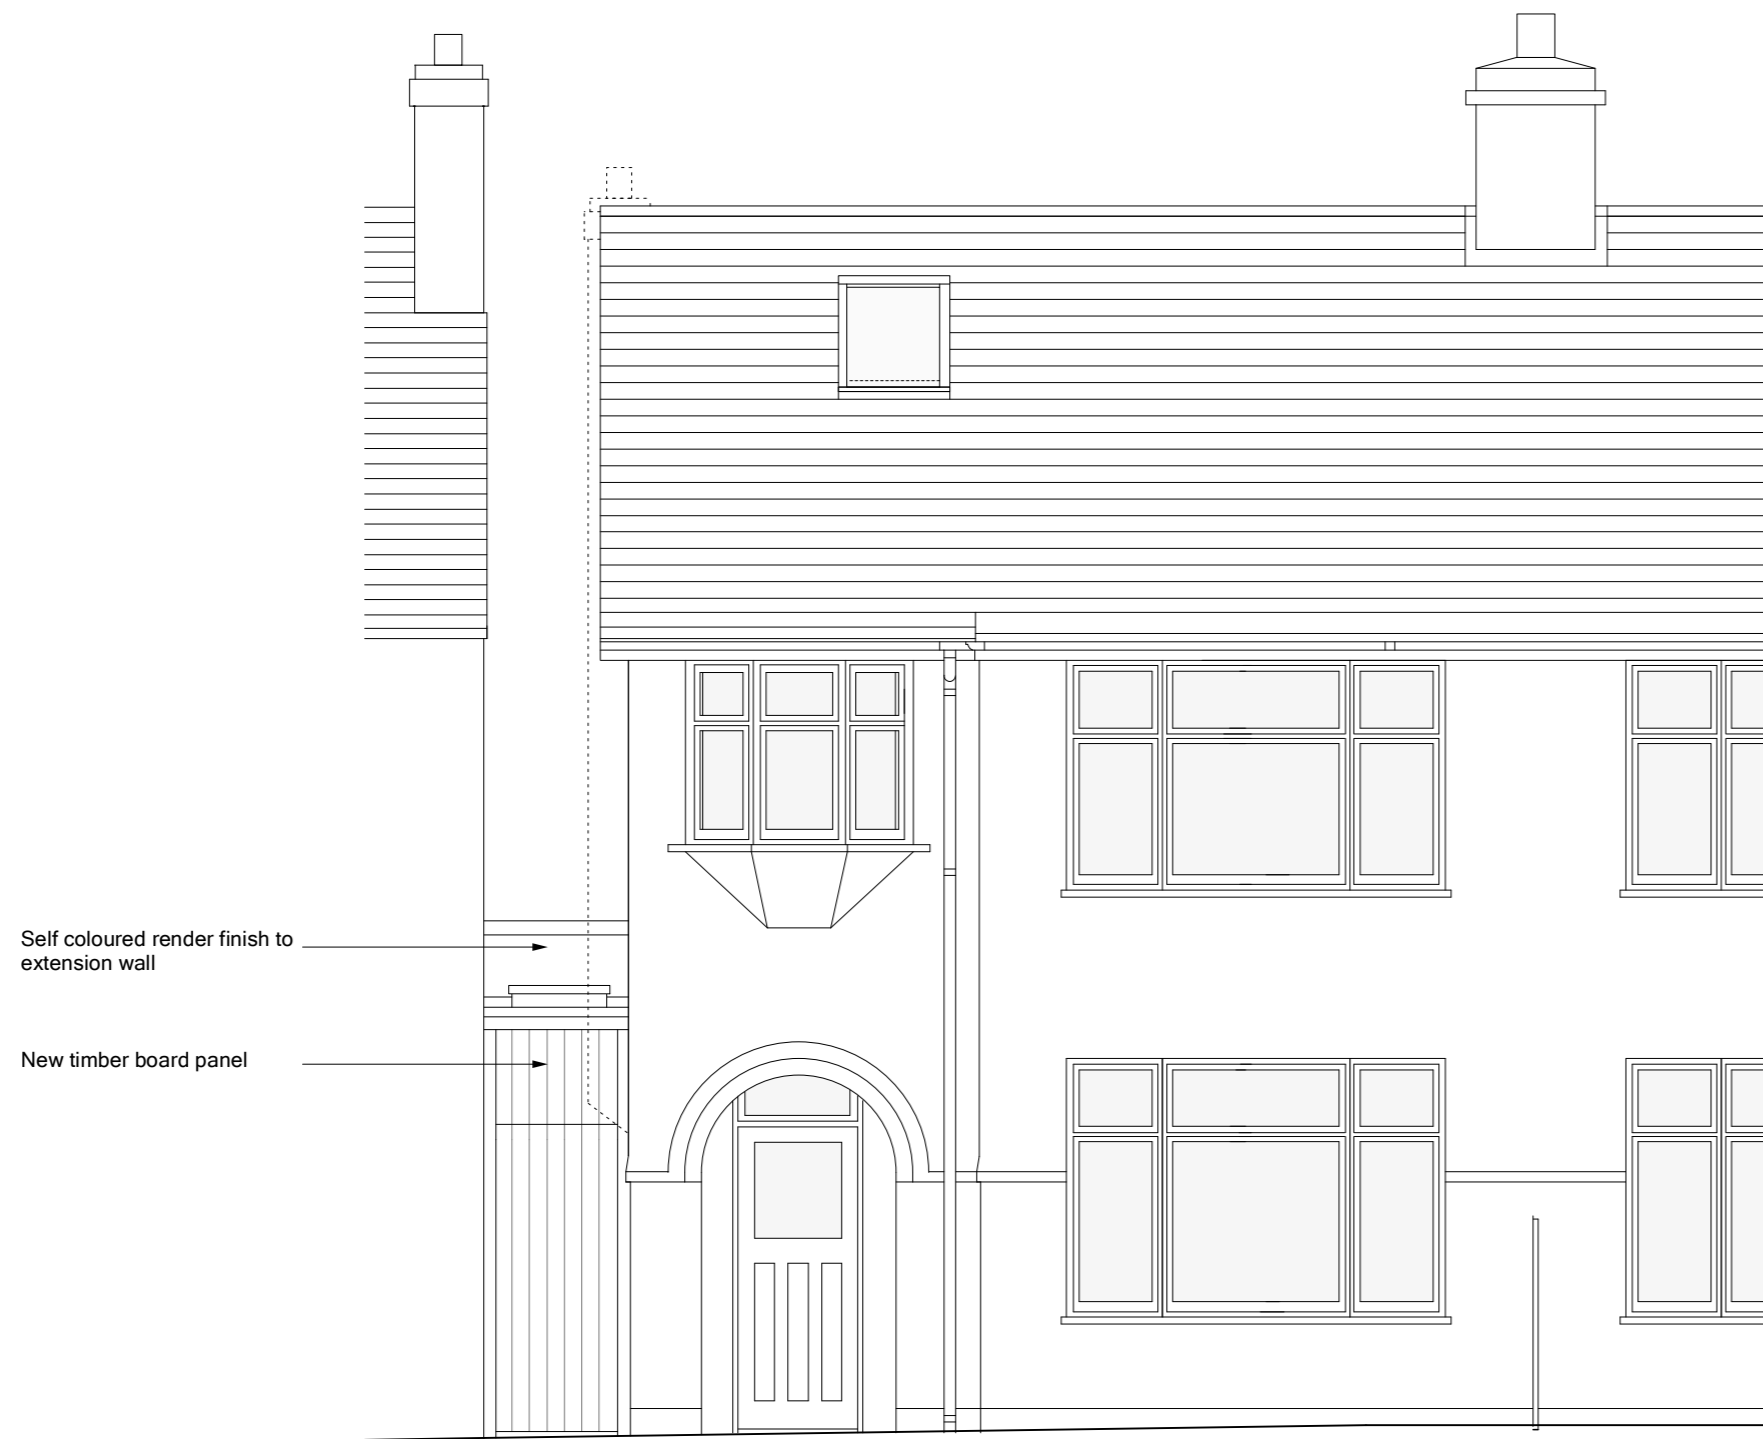 Self coloured render finish to
extension wall
New timber board panel